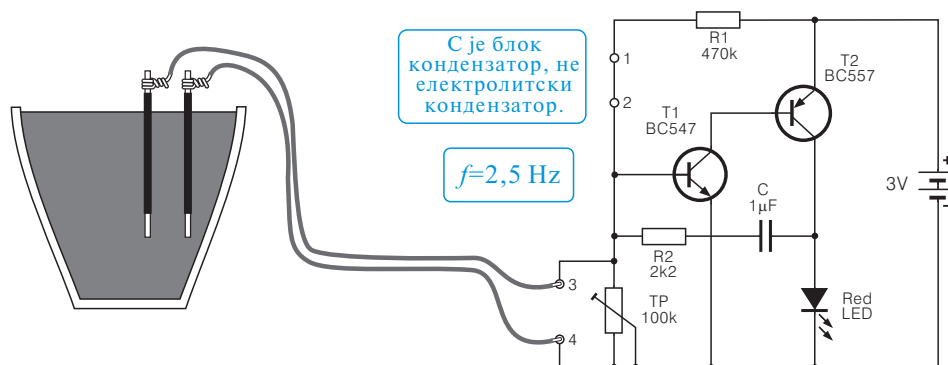 С је блок
кондензатор, не
електролитски
кондензатор.
f=2,5 Hz
R1
470k
T2
BC557
1
2
T1
BC547
C
1µF
3V
+
−
R2
2k2
3
TP
100k
4
Red
LED